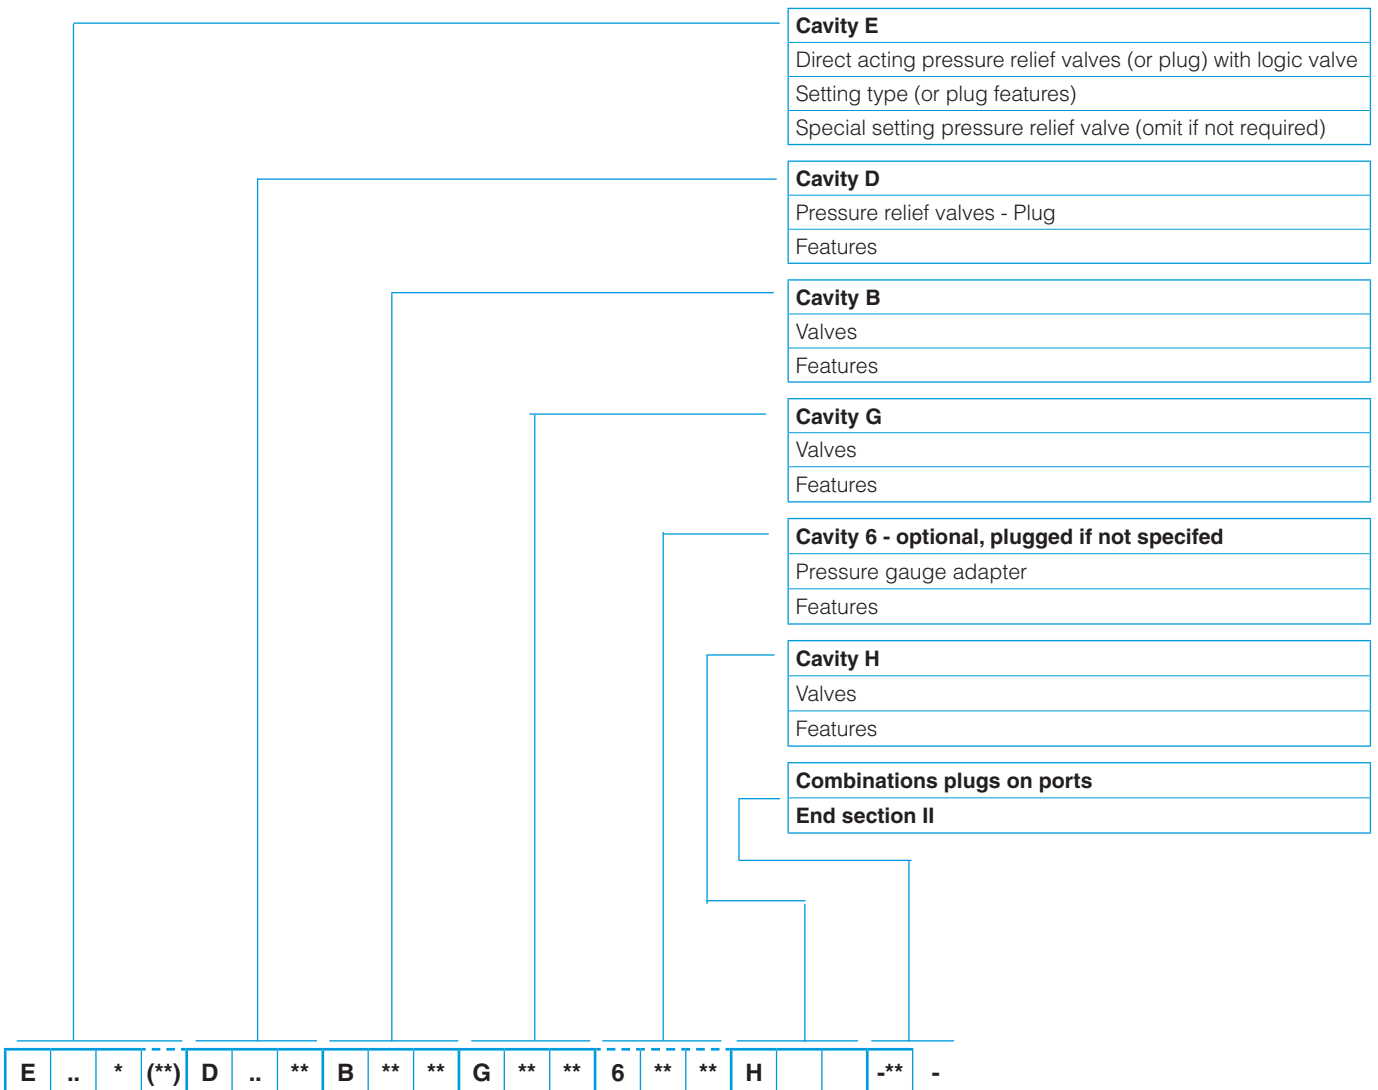 Cavity E
Direct acting pressure relief valves (or plug) with logic valve
Setting type (or plug features)
Special setting pressure relief valve (omit if not required)
Cavity D
Pressure relief valves - Plug
Features
Cavity B
Valves
Features
Cavity G
Valves
Features
Cavity 6 - optional, plugged if not specifed
Pressure gauge adapter
Features
Cavity H
Valves
Features
Combinations plugs on ports
End section II
E .. * (**) D .. ** B ** ** G ** ** 6 ** ** H -** -